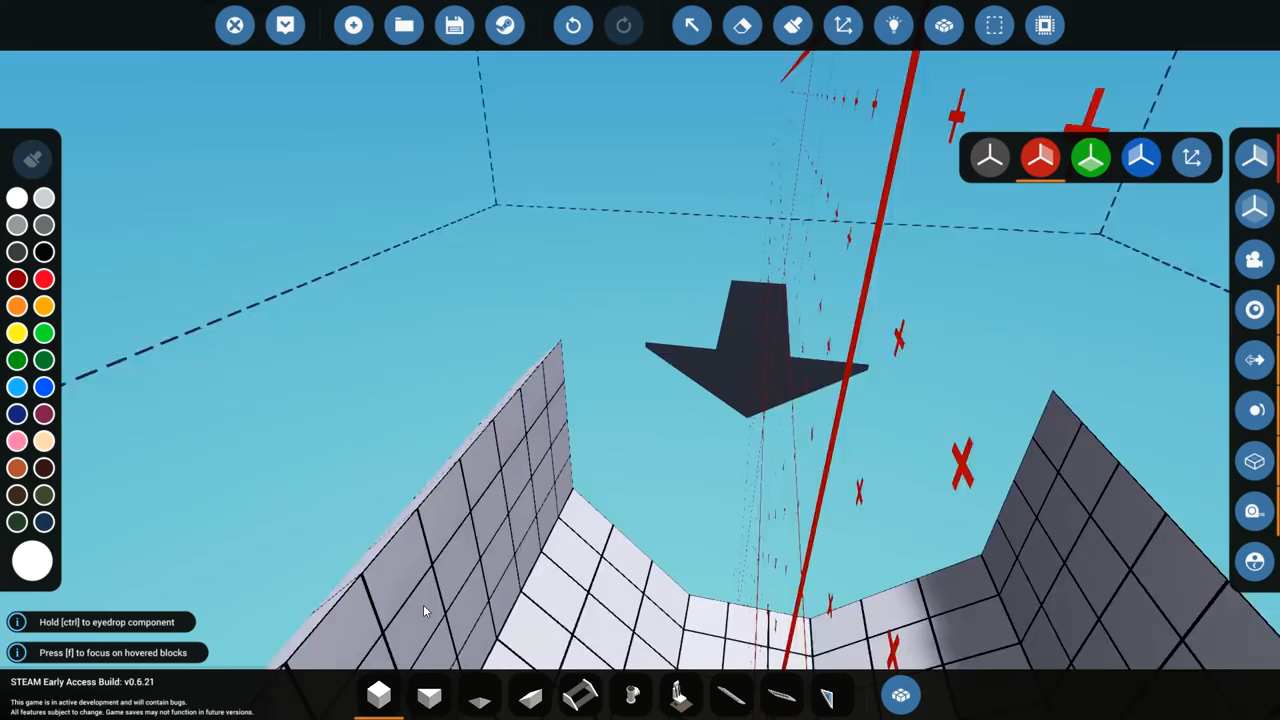 Hold [ctrl] to eyedrop component
Press [f] to focus on hovered blocks
STEAM Early Access Build: v0.6.21
This game is in active development and will contain bugs.
All features subject to change. Game saves may not function in future versions.